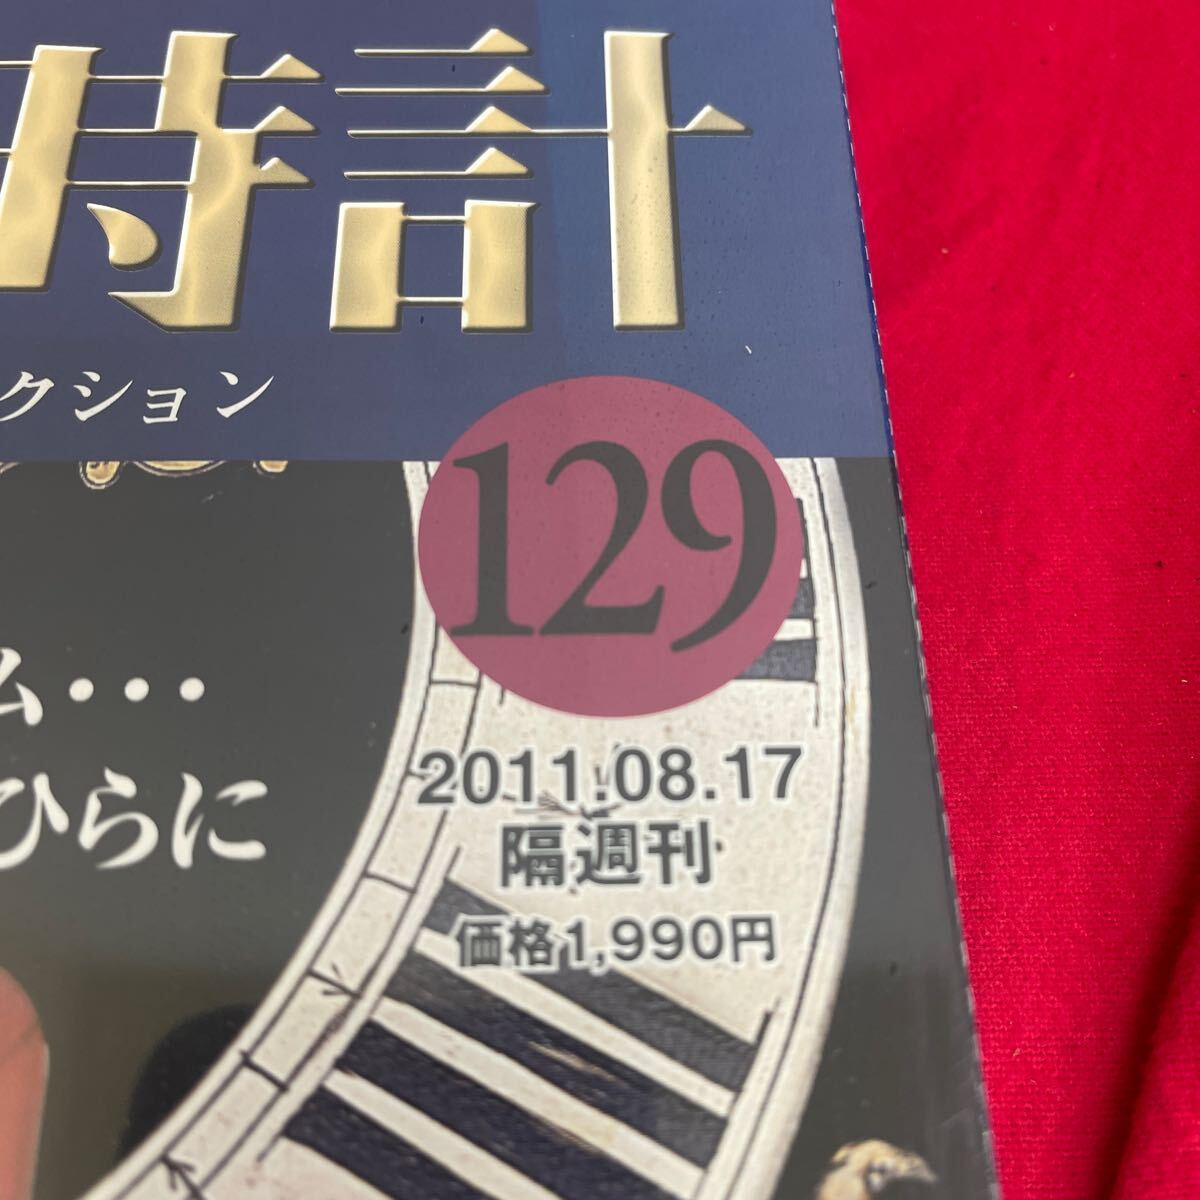 時計
クション
129
ム・・・
ひらに
2011.08.17
隔週刊
価格1,990円